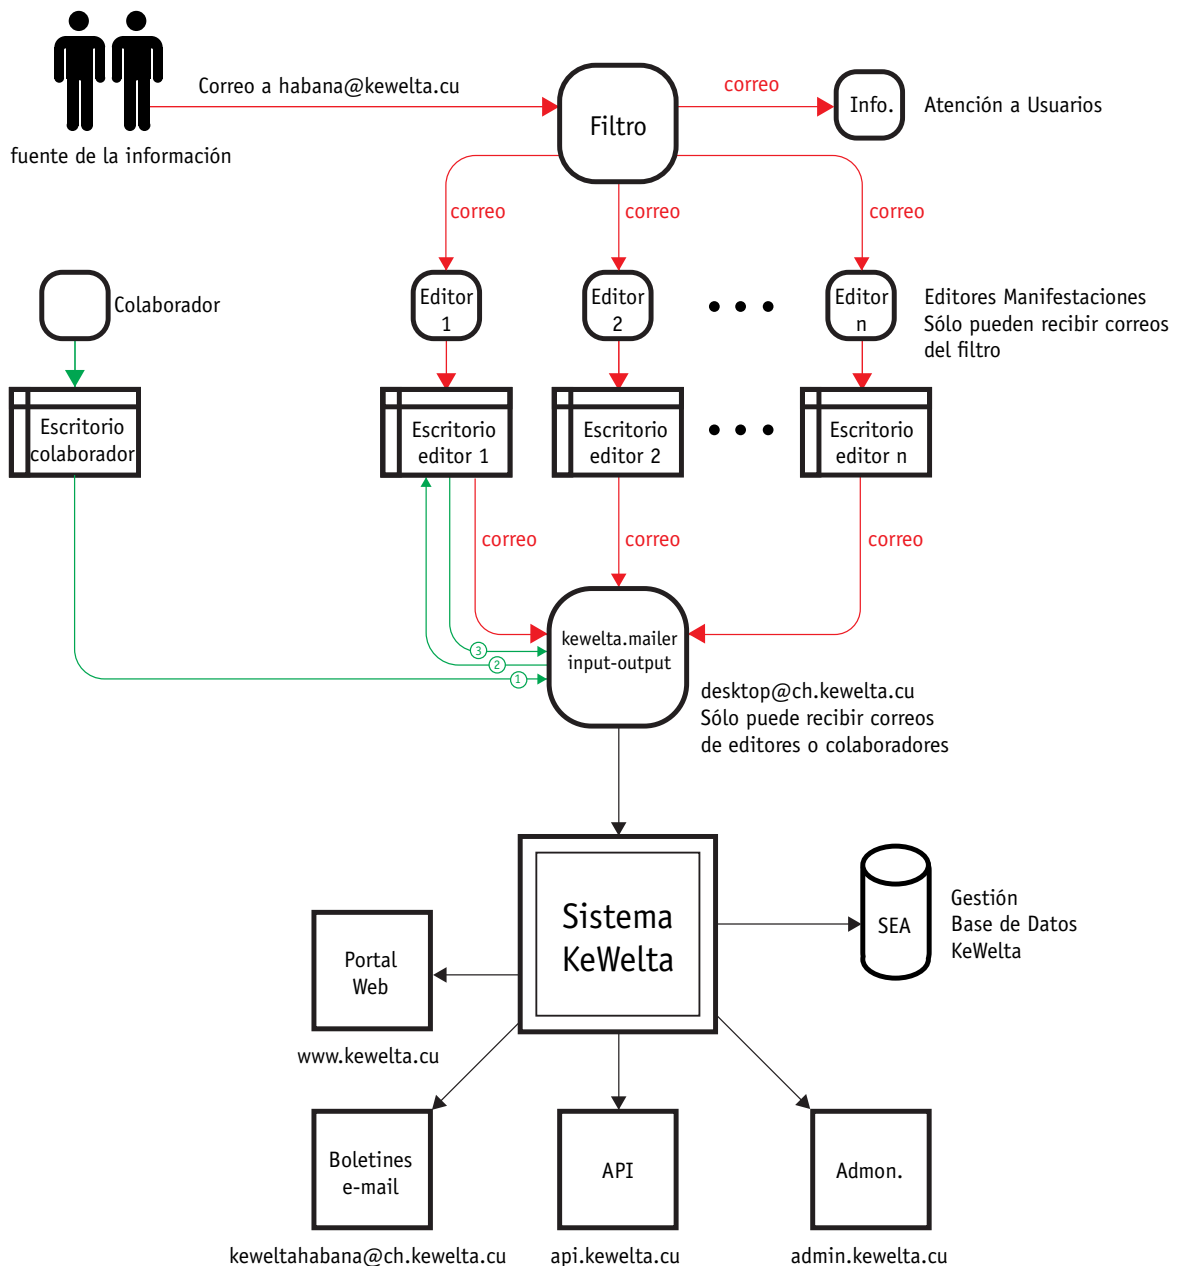 Correo a habana@kewelta.cu
correo
Filtro
Info.
Atención a Usuarios
fuente de la información
correo
correo
correo
Colaborador
Editor
1
Editor
2
Editor
n
Editores Manifestaciones
Sólo pueden recibir correos
del filtro
Escritorio
colaborador
Escritorio
editor 1
Escritorio
editor 2
Escritorio
editor n
correo
correo
correo
kewelta.mailer
input-output
3
2
1
desktop@ch.kewelta.cu
Sólo puede recibir correos
de editores o colaboradores
Sistema
KeWelta
SEA
Gestión
Base de Datos
KeWelta
Portal
Web
www.kewelta.cu
Boletines
e-mail
API
Admon.
keweltahabana@ch.kewelta.cu
api.kewelta.cu
admin.kewelta.cu